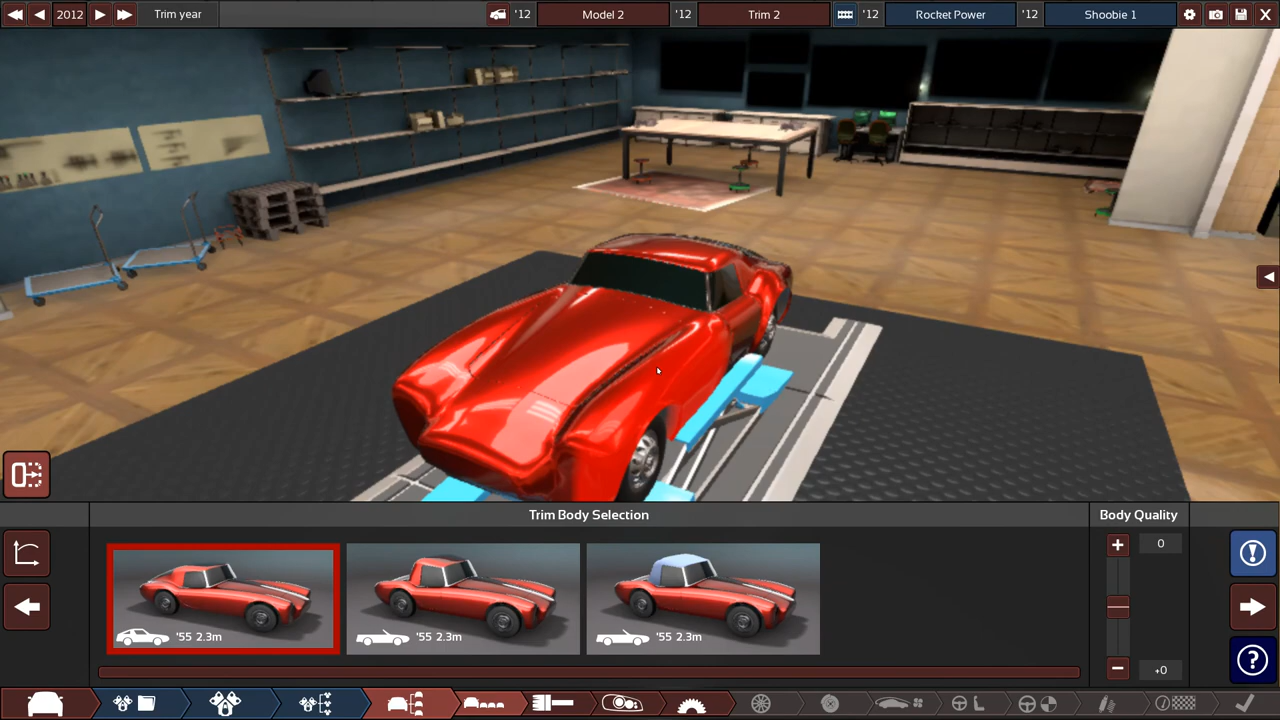 2012 Trim year '12 Model 2 '12 Trim 2 '12 Rocket Power '12 Shoobie 1
Trim Body Selection
Body Quality
+ 0
'55 2.3m
'55 2.3m
'55 2.3m
- +0
?